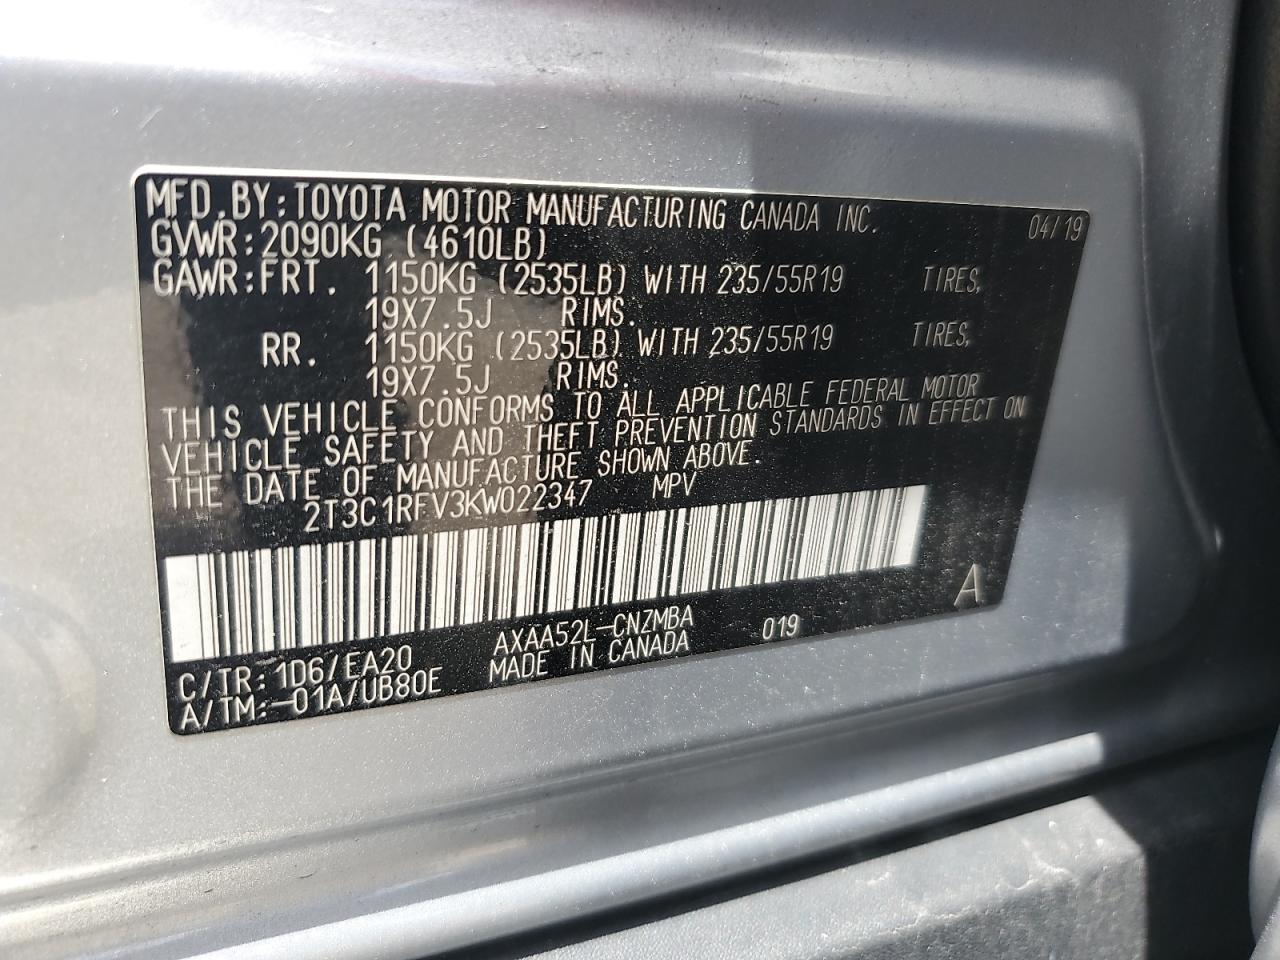 MFD.BY:TOYOTA MOTOR MANUFACTURING CANADA INC. 04/19
GVWR:2090KG (4610LB)
GAWR:FRT. 1150KG (2535LB) WITH 235/55R19 TIRES,
19X7.5J RIMS.
RR. 1150KG (2535LB) WITH 235/55R19 TIRES,
19X7.5J RIMS.
THIS VEHICLE CONFORMS TO ALL APPLICABLE FEDERAL MOTOR
VEHICLE SAFETY AND THEFT PREVENTION STANDARDS IN EFFECT ON
THE DATE OF MANUFACTURE SHOWN ABOVE.
2T3C1RFV3KW022347 MPV
A
C/TR:1D6/EA20 AXAA52L-CNZMBA 019
A/TM:-01A/UB80E MADE IN CANADA